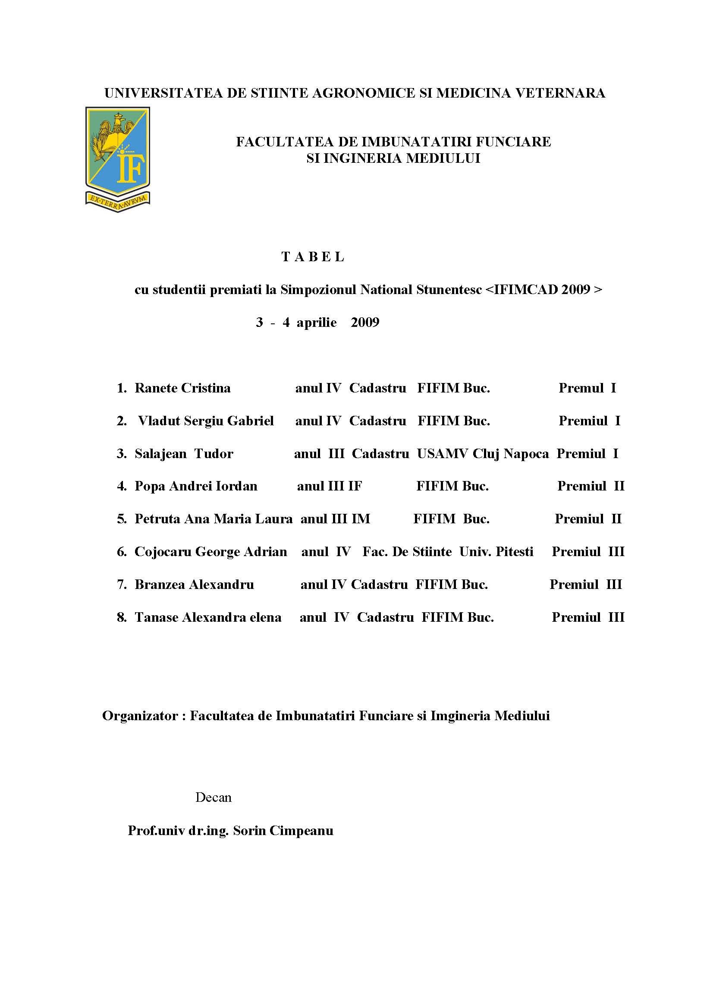 UNIVERSITATEA DE STIINTE AGRONOMICE SI MEDICINA VETERNARA
FACULTATEA DE IMBUNATATIRI FUNCIARE
SI INGINERIA MEDIULUI
IF
EX·TERRA·AVRVM
T A B E L
cu studentii premiati la Simpozionul National Stunentesc <IFIMCAD 2009 >
3 - 4 aprilie 2009
1. Ranete Cristina anul IV Cadastru FIFIM Buc. Premul I
2. Vladut Sergiu Gabriel anul IV Cadastru FIFIM Buc. Premiul I
3. Salajean Tudor anul III Cadastru USAMV Cluj Napoca Premiul I
4. Popa Andrei Iordan anul III IF FIFIM Buc. Premiul II
5. Petruta Ana Maria Laura anul III IM FIFIM Buc. Premiul II
6. Cojocaru George Adrian anul IV Fac. De Stiinte Univ. Pitesti Premiul III
7. Branzea Alexandru anul IV Cadastru FIFIM Buc. Premiul III
8. Tanase Alexandra elena anul IV Cadastru FIFIM Buc. Premiul III
Organizator : Facultatea de Imbunatatiri Funciare si Imgineria Mediului
Decan
Prof.univ dr.ing. Sorin Cimpeanu